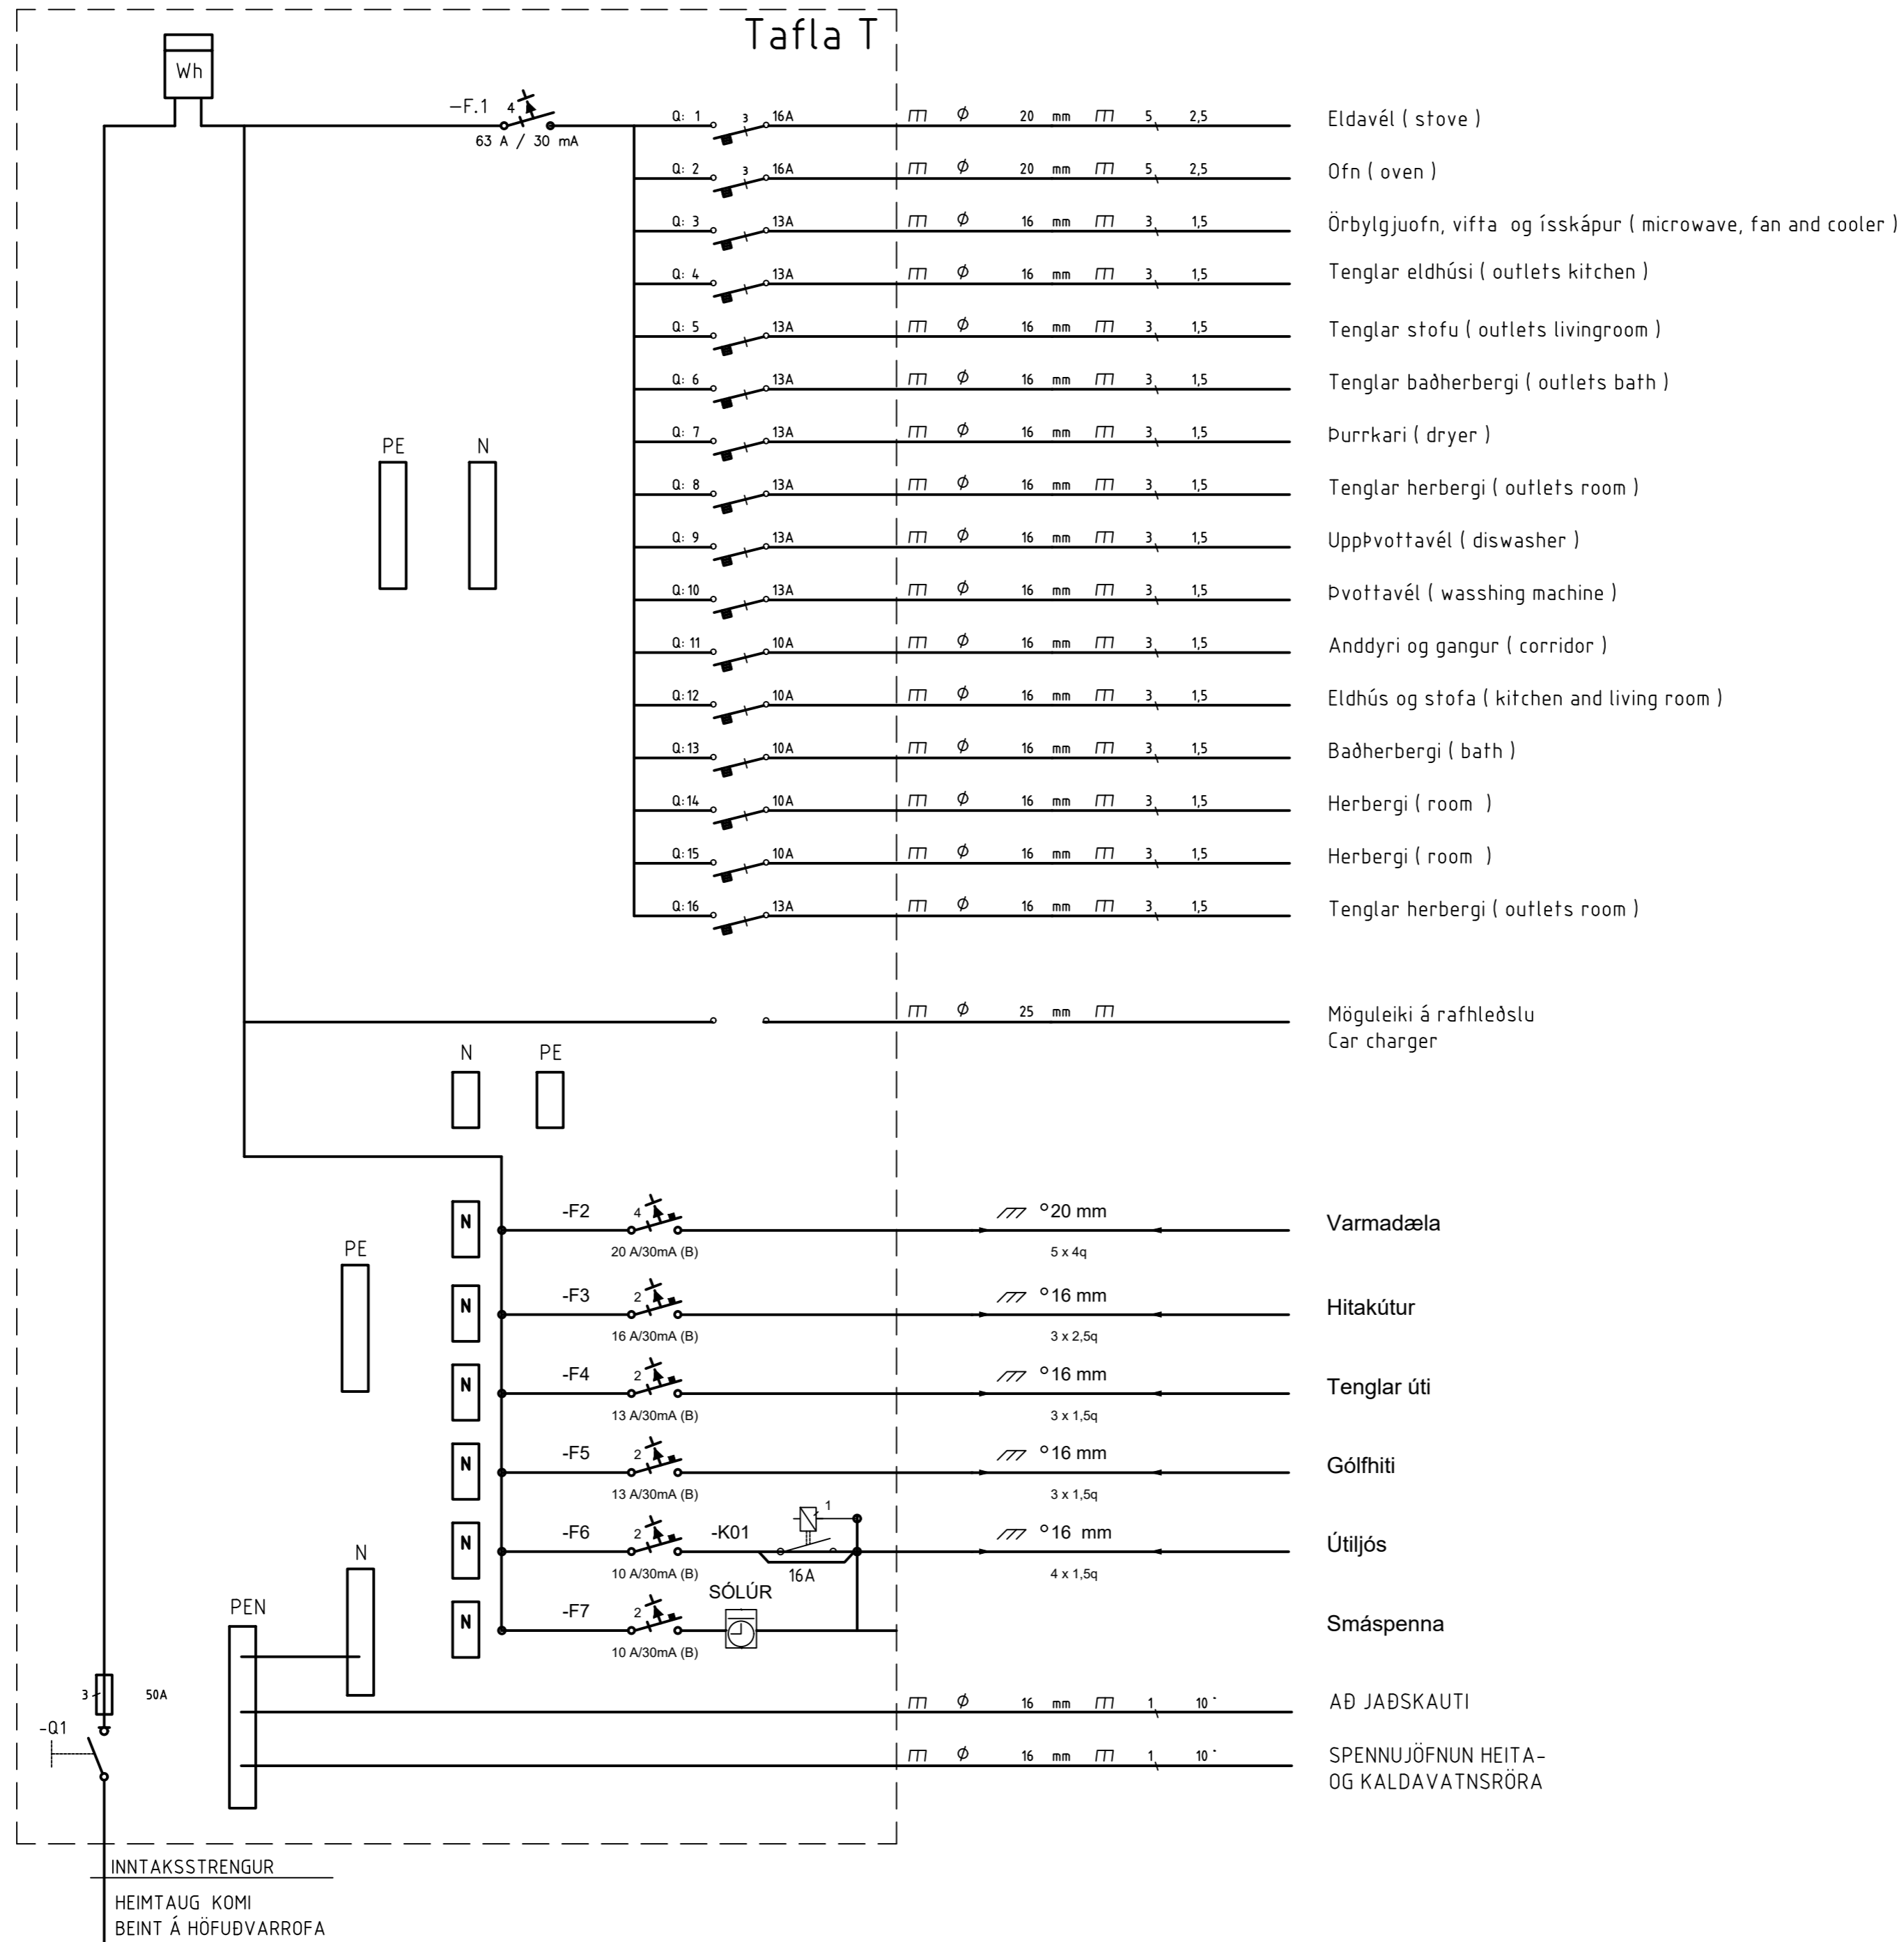 Tafla T
Wh
-F.1 4
63 A / 30 mA
Q: 1 3 16A Ø 20 mm 5 2,5 Eldavél ( stove )
Q: 2 3 16A Ø 20 mm 5 2,5 Ofn ( oven )
Q: 3 13A Ø 16 mm 3 1,5 Örbylgjuofn, vifta og ísskápur ( microwave, fan and cooler )
Q: 4 13A Ø 16 mm 3 1,5 Tenglar eldhúsi ( outlets kitchen )
Q: 5 13A Ø 16 mm 3 1,5 Tenglar stofu ( outlets livingroom )
Q: 6 13A Ø 16 mm 3 1,5 Tenglar baðherbergi ( outlets bath )
Q: 7 13A Ø 16 mm 3 1,5 Þurrkari ( dryer )
PE N
Q: 8 13A Ø 16 mm 3 1,5 Tenglar herbergi ( outlets room )
Q: 9 13A Ø 16 mm 3 1,5 UppÞvottavél ( diswasher )
Q: 10 13A Ø 16 mm 3 1,5 Þvottavél ( wasshing machine )
Q: 11 10A Ø 16 mm 3 1,5 Anddyri og gangur ( corridor )
Q: 12 10A Ø 16 mm 3 1,5 Eldhús og stofa ( kitchen and living room )
Q: 13 10A Ø 16 mm 3 1,5 Baðherbergi ( bath )
Q: 14 10A Ø 16 mm 3 1,5 Herbergi ( room )
Q: 15 10A Ø 16 mm 3 1,5 Herbergi ( room )
Q: 16 13A Ø 16 mm 3 1,5 Tenglar herbergi ( outlets room )
Ø 25 mm Möguleiki á rafhleðslu
Car charger
N PE
N -F2 4 °20 mm Varmadæla
20 A/30mA (B) 5 x 4q
PE
N -F3 2 °16 mm Hitakútur
16 A/30mA (B) 3 x 2,5q
N -F4 2 °16 mm Tenglar úti
13 A/30mA (B) 3 x 1,5q
N -F5 2 °16 mm Gólfhiti
13 A/30mA (B) 3 x 1,5q
1
N -F6 2 -K01 °16 mm Útiljós
10 A/30mA (B) 16A 4 x 1,5q
N
SÓLÚR
PEN
N -F7 2 Smáspenna
10 A/30mA (B)
3 50A
Ø 16 mm 1 10 AÐ JAÐSKAUTI
-Q1
Ø 16 mm 1 10 SPENNUJÖFNUN HEITA-
OG KALDAVATNSRÖRA
INNTAKSSTRENGUR
HEIMTAUG KOMI
BEINT Á HÖFUÐVARROFA